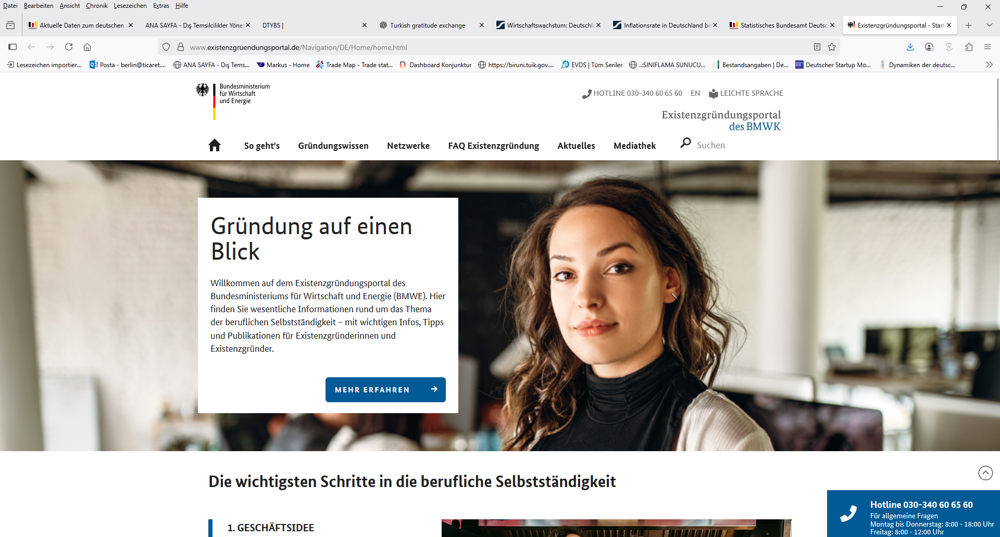 Datei Bearbeiten Ansicht Chronik Lesezeichen Extras Hilfe
Aktuelle Daten zum deutschen
ANA SAYFA - Dış Temsilcilikler Yöne
DTYBS |
Turkish gratitude exchange
Wirtschaftswachstum: Deutschla
Inflationsrate in Deutschland bi
Statistisches Bundesamt Deutsc
Existenzgründungsportal - Start
www.existenzgruendungsportal.de/Navigation/DE/Home/home.html
Lesezeichen importier...
Posta - berlin@ticaret....
ANA SAYFA - Dış Tems...
Markus - Home
Trade Map - Trade stat...
Dashboard Konjunktur
https://biruni.tuik.gov....
EVDS | Tüm Seriler
..:SINIFLAMA SUNUCU...
Bestandsangaben | De...
Deutscher Startup Mo...
Dynamiken der deutsc...
Bundesministerium
für Wirtschaft
und Energie
HOTLINE 030-340 60 65 60 EN LEICHTE SPRACHE
Existenzgründungsportal
des BMWK
So geht's Gründungswissen Netzwerke FAQ Existenzgründung Aktuelles Mediathek Suchen
Gründung auf einen
Blick
Willkommen auf dem Existenzgründungsportal des
Bundesministeriums für Wirtschaft und Energie (BMWE). Hier
finden Sie wesentliche Informationen rund um das Thema
der beruflichen Selbstständigkeit – mit wichtigen Infos, Tipps
und Publikationen für Existenzgründerinnen und
Existenzgründer.
MEHR ERFAHREN
Die wichtigsten Schritte in die berufliche Selbstständigkeit
1. GESCHÄFTSIDEE
Hotline 030-340 60 65 60
Für allgemeine Fragen
Montag bis Donnerstag: 8:00 - 18:00 Uhr
Freitag: 8:00 - 12:00 Uhr